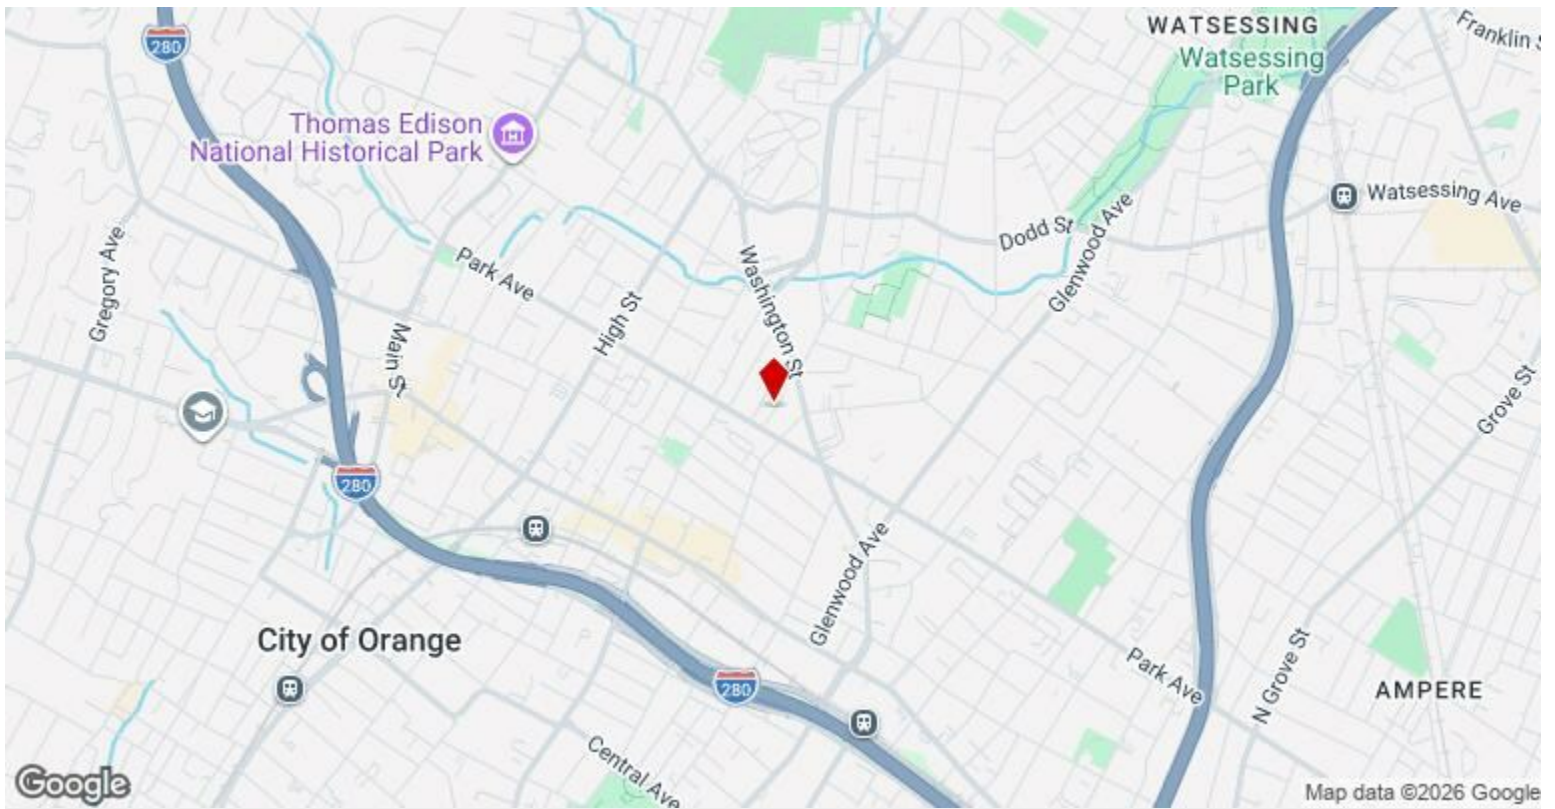 280
WATSESSING
Franklin S
Watsessing
Park
Thomas Edison
National Historical Park
Watsessing Ave
Gregory Ave
Dodd St
Glenwood Ave
Park Ave
Washington St
High St
Main St
Grove St
280
Glenwood Ave
City of Orange
Park Ave
N Grove St
280
AMPERE
Central Ave
Google
Map data ©2026 Google